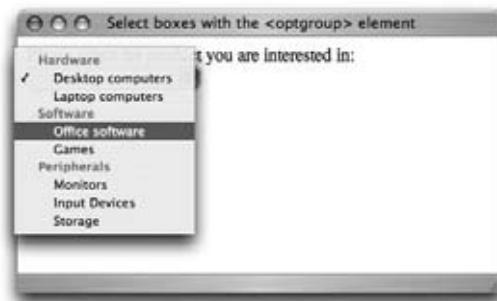 Select boxes with the <optgroup> element
t you are interested in:
Hardware
✓ Desktop computers
Laptop computers
Software
Office software
Games
Peripherals
Monitors
Input Devices
Storage